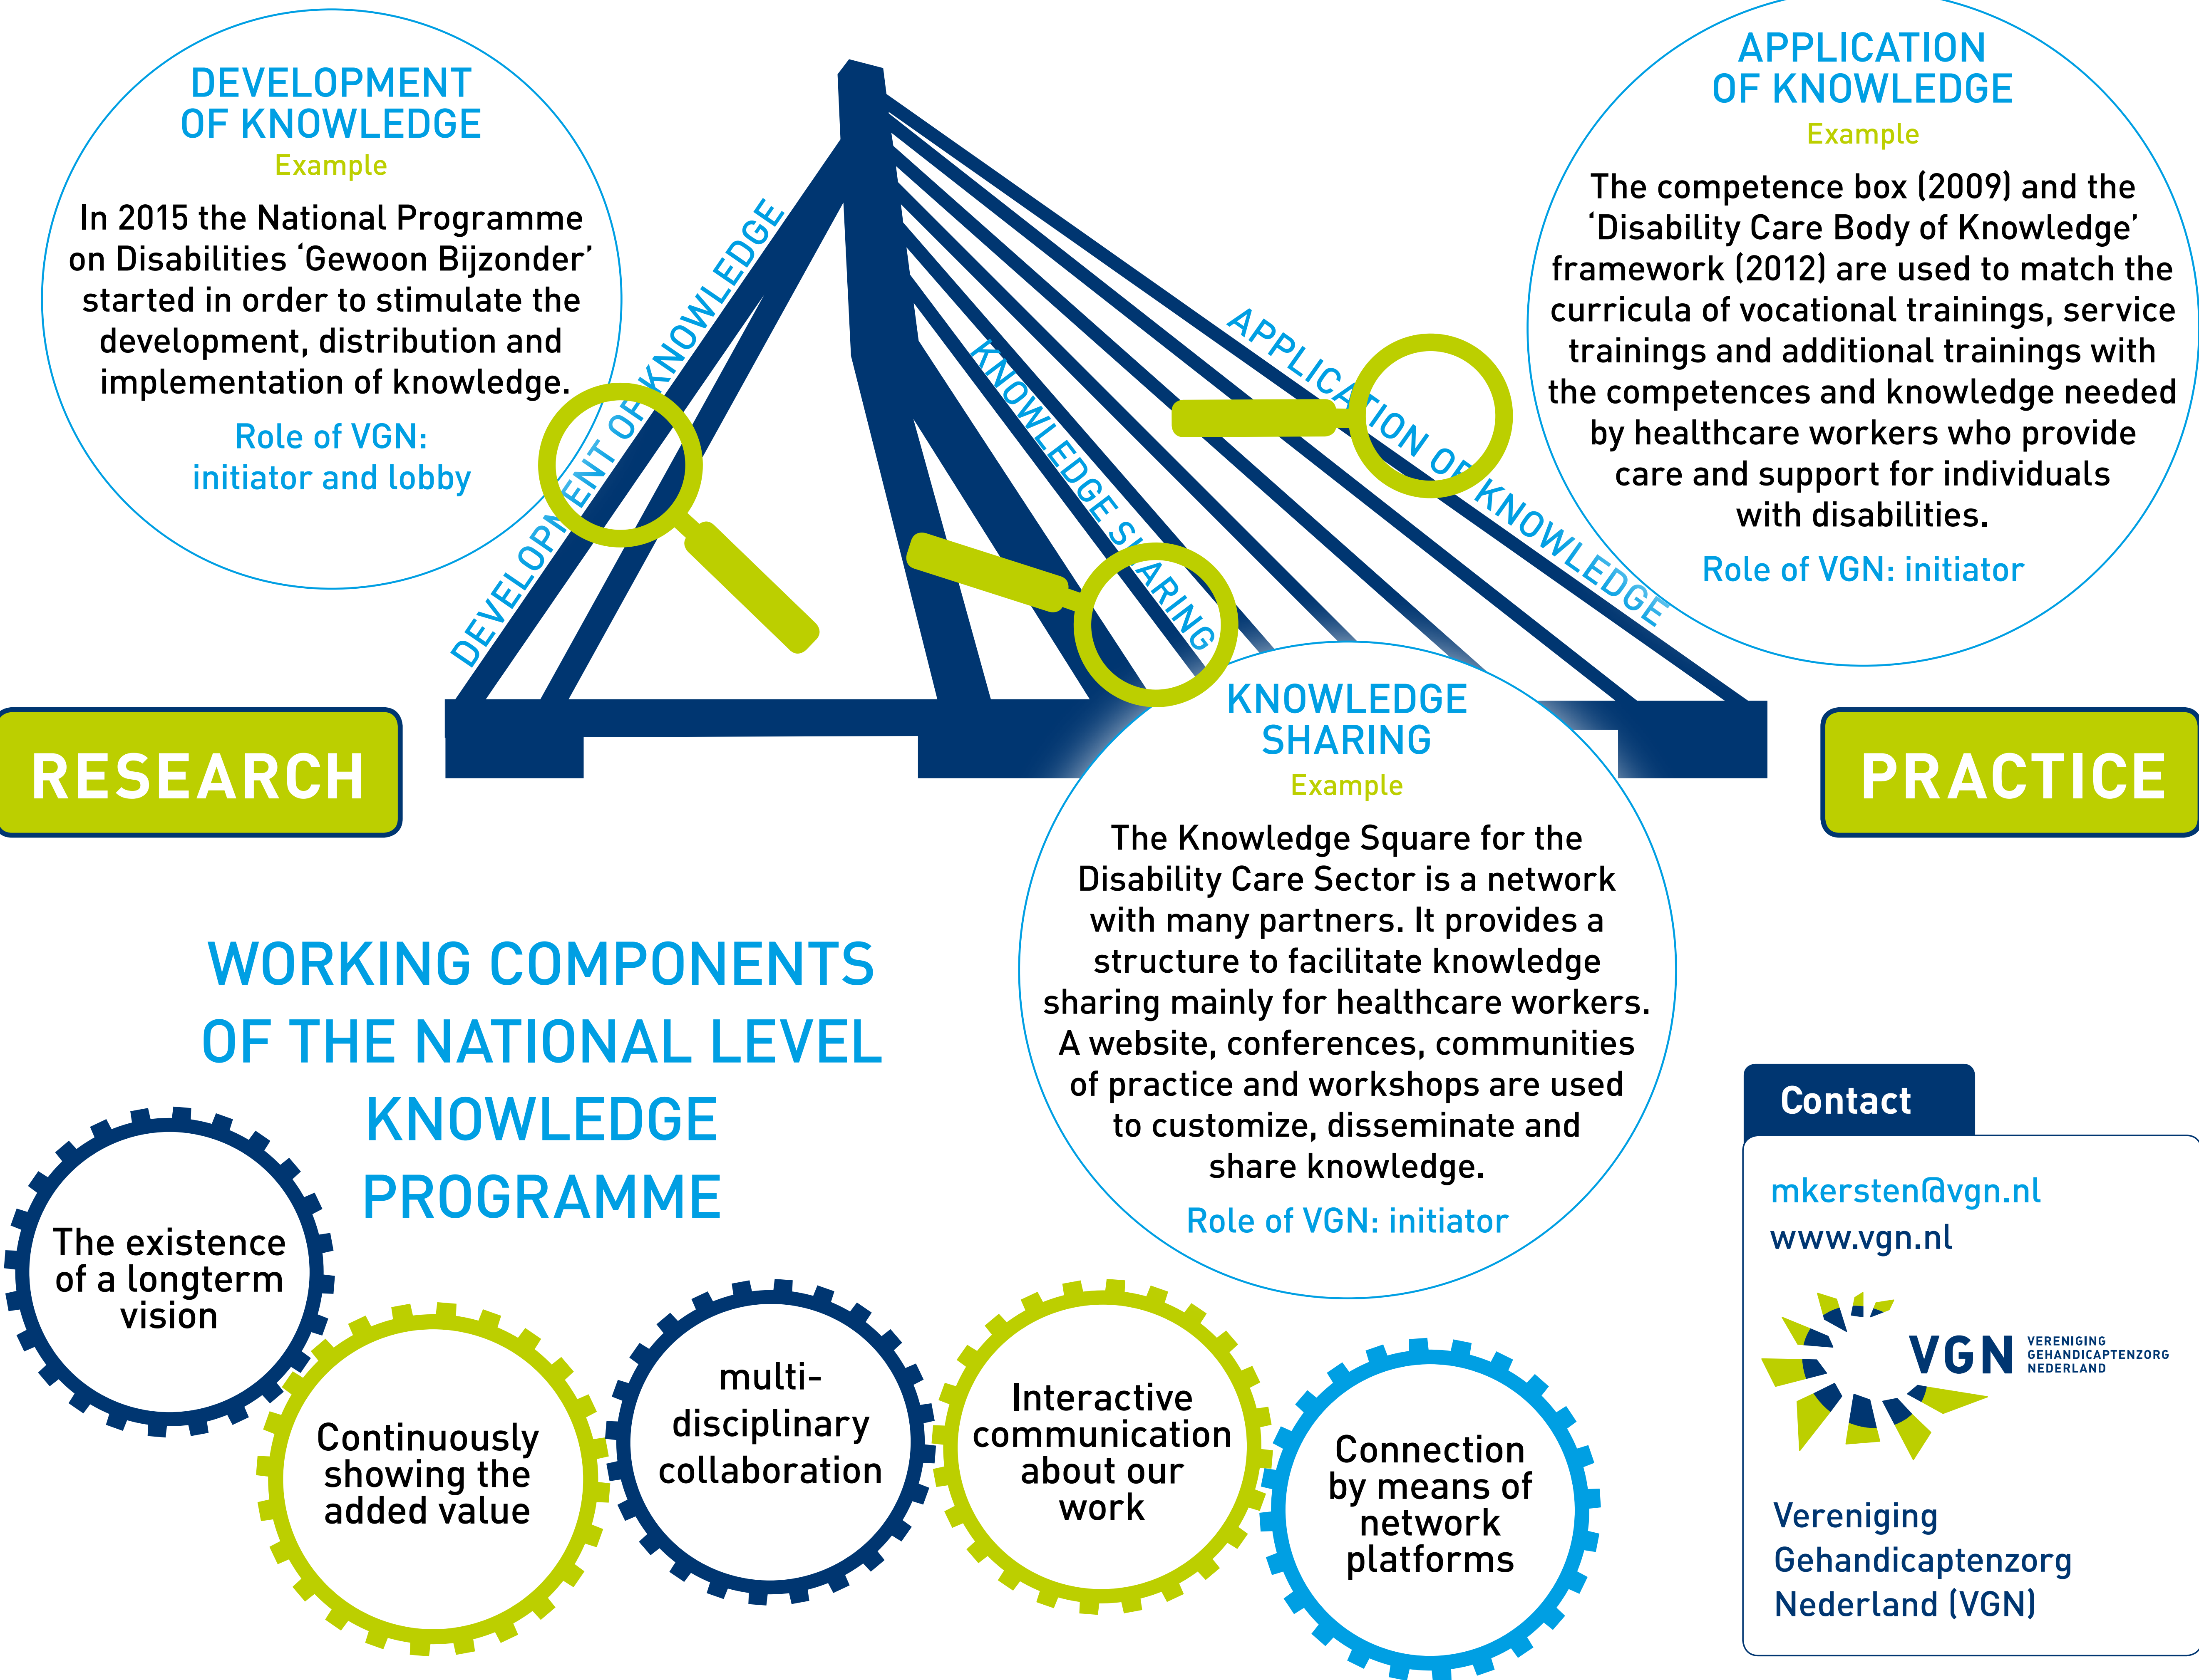 DEVELOPMENT
OF KNOWLEDGE
Example
In 2015 the National Programme
on Disabilities ‘Gewoon Bijzonder’
started in order to stimulate the
development, distribution and
implementation of knowledge.
Role of VGN:
initiator and lobby
DEVELOPMENT OF KNOWLEDGE
KNOWLEDGE SHARING
APPLICATION OF KNOWLEDGE
APPLICATION
OF KNOWLEDGE
Example
The competence box (2009) and the
‘Disability Care Body of Knowledge’
framework (2012) are used to match the
curricula of vocational trainings, service
trainings and additional trainings with
the competences and knowledge needed
by healthcare workers who provide
care and support for individuals
with disabilities.
Role of VGN: initiator
RESEARCH
PRACTICE
KNOWLEDGE
SHARING
Example
The Knowledge Square for the
Disability Care Sector is a network
with many partners. It provides a
structure to facilitate knowledge
sharing mainly for healthcare workers.
A website, conferences, communities
of practice and workshops are used
to customize, disseminate and
share knowledge.
Role of VGN: initiator
WORKING COMPONENTS
OF THE NATIONAL LEVEL
KNOWLEDGE
PROGRAMME
The existence
of a longterm
vision
Continuously
showing the
added value
multi-
disciplinary
collaboration
Interactive
communication
about our
work
Connection
by means of
network
platforms
Contact
mkersten@vgn.nl
www.vgn.nl
VGN
VERENIGING
GEHANDICAPTENZORG
NEDERLAND
Vereniging
Gehandicaptenzorg
Nederland (VGN)